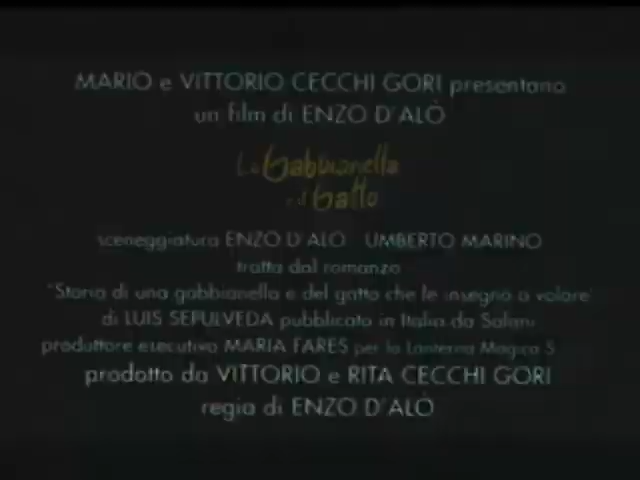 MARIO e VITTORIO CECCHI GORI presentano
un film di ENZO D'ALÒ
La Gabbianella
e il Gatto
sceneggiatura ENZO D'ALÒ UMBERTO MARINO
tratta dal romanzo
"Storia di una gabbianella e del gatto che le insegnò a volare"
di LUIS SEPULVEDA pubblicato in Italia da Salani
produttore esecutivo MARIA FARES per la Lanterna Magica S
prodotto da VITTORIO e RITA CECCHI GORI
regia di ENZO D'ALÒ